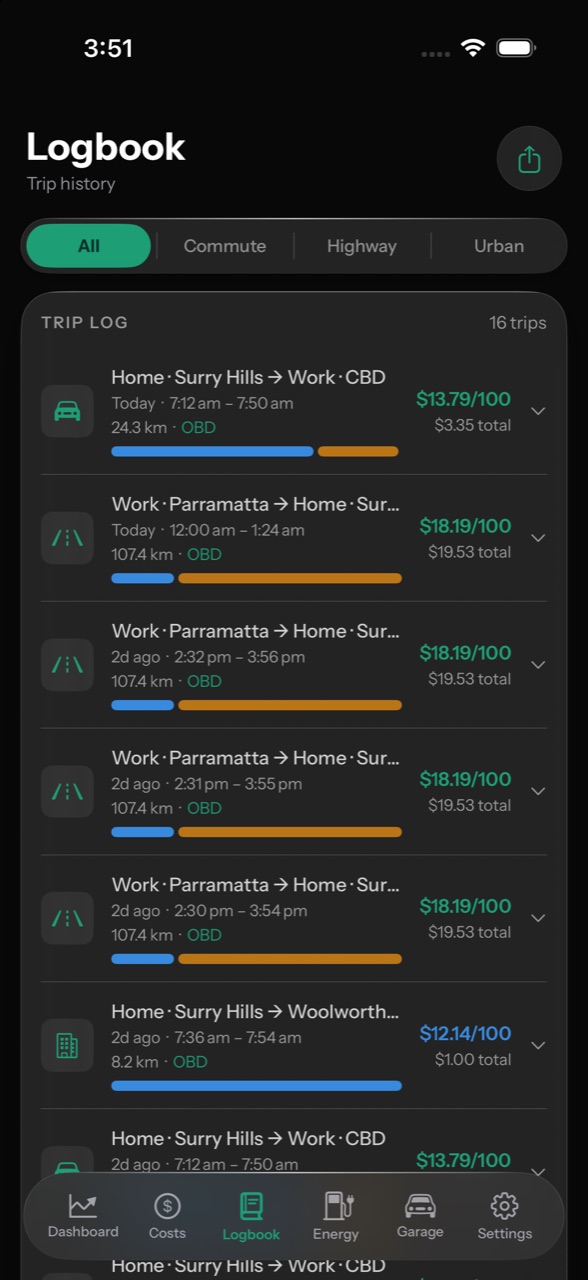 3:51
Logbook
Trip history
All
Commute
Highway
Urban
TRIP LOG
16 trips
Home · Surry Hills → Work · CBD
Today · 7:12 am – 7:50 am
24.3 km · OBD
$13.79/100
$3.35 total
Work · Parramatta → Home · Sur...
Today · 12:00 am – 1:24 am
107.4 km · OBD
$18.19/100
$19.53 total
Work · Parramatta → Home · Sur...
2d ago · 2:32 pm – 3:56 pm
107.4 km · OBD
$18.19/100
$19.53 total
Work · Parramatta → Home · Sur...
2d ago · 2:31 pm – 3:55 pm
107.4 km · OBD
$18.19/100
$19.53 total
Work · Parramatta → Home · Sur...
2d ago · 2:30 pm – 3:54 pm
107.4 km · OBD
$18.19/100
$19.53 total
Home · Surry Hills → Woolworth...
2d ago · 7:36 am – 7:54 am
8.2 km · OBD
$12.14/100
$1.00 total
Home · Surry Hills → Work · CBD
2d ago · 7:12 am – 7:50 am
$13.79/100
Dashboard
Costs
Logbook
Energy
Garage
Settings
Home · Surry Hills → Work · CBD